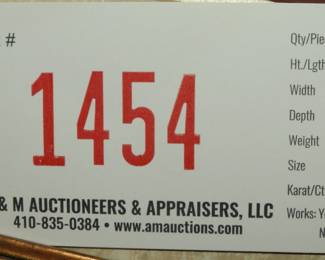 #
1454
& M AUCTIONEERS & APPRAISERS, LLC
410-835-0384 • www.amauctions.com
Qty/Pie
Ht./Lgth
Width
Depth
Weight
Size
Karat/Ct
Works: Y
N